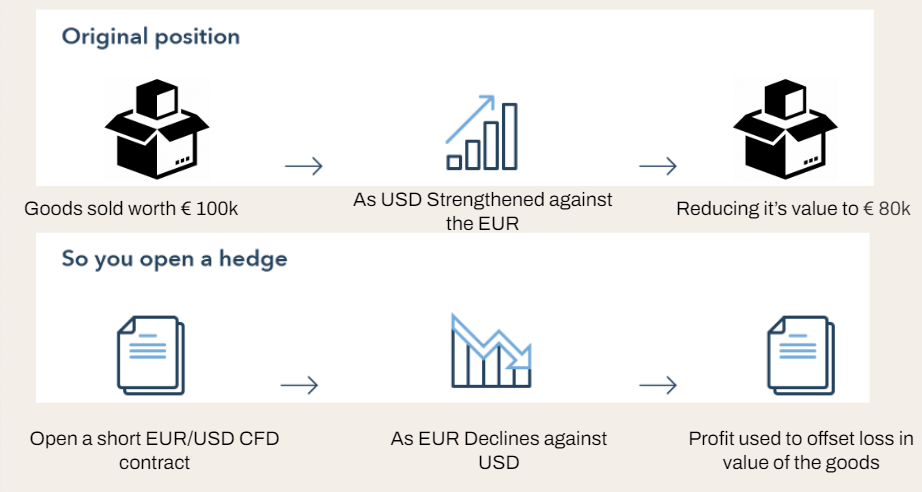 Original position
Goods sold worth € 100k
As USD Strengthened against
the EUR
Reducing it's value to € 80k
So you open a hedge
Open a short EUR/USD CFD
contract
As EUR Declines against
USD
Profit used to offset loss in
value of the goods